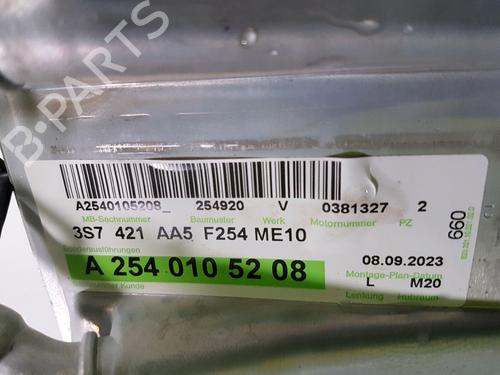 B-PARTS
A2540105208_ 254920 V 0381327 2
MB-Sachnummer Baumuster Werk Motornummer PZ
3S7 421 AA5 F254 ME10
Sonderausführungen
A 254 010 52 08
Sachnummer Kunde
08.09.2023
Montage-Plan-Datum
L M20
Lenkung Hubraum
660